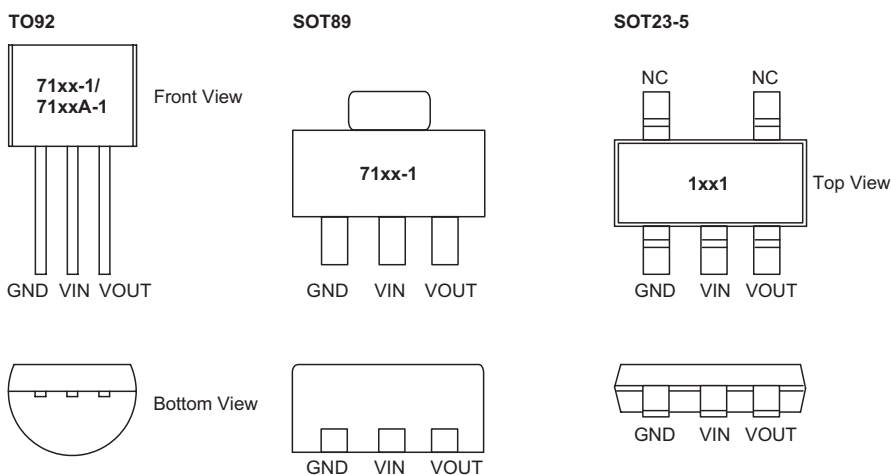 TO92
SOT89
SOT23-5
NC NC
71xx-1/
71xxA-1
Front View
71xx-1
1xx1
Top View
GND VIN VOUT
GND VIN VOUT
GND VIN VOUT
Bottom View
GND VIN VOUT
GND VIN VOUT